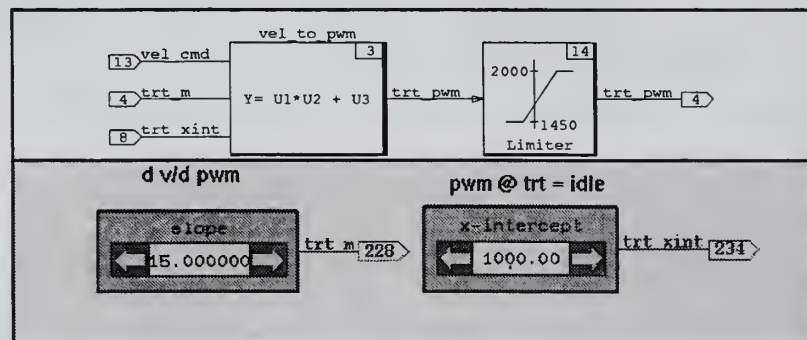 vel_to_pwm
3
13 vel_cmd
4 trt_m
8 trt_xint
Y= U1*U2 + U3
trt_pwm
14
2000
1450
Limiter
trt_pwm 4
d v/d pwm
pwm @ trt = idle
slope
15.000000
trt_m 228
x-intercept
1000.00
trt_xint 234